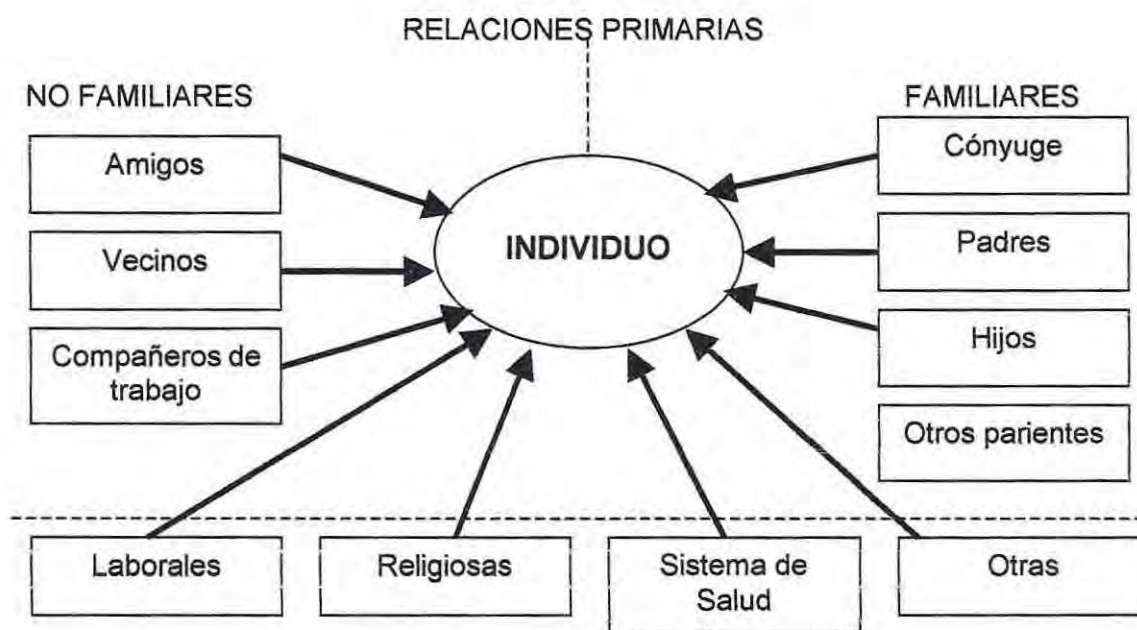 RELACIONES PRIMARIAS
NO FAMILIARES
FAMILIARES
Amigos
Cónyuge
Vecinos
INDIVIDUO
Padres
Compañeros de
trabajo
Hijos
Otros parientes
Laborales
Religiosas
Sistema de
Salud
Otras